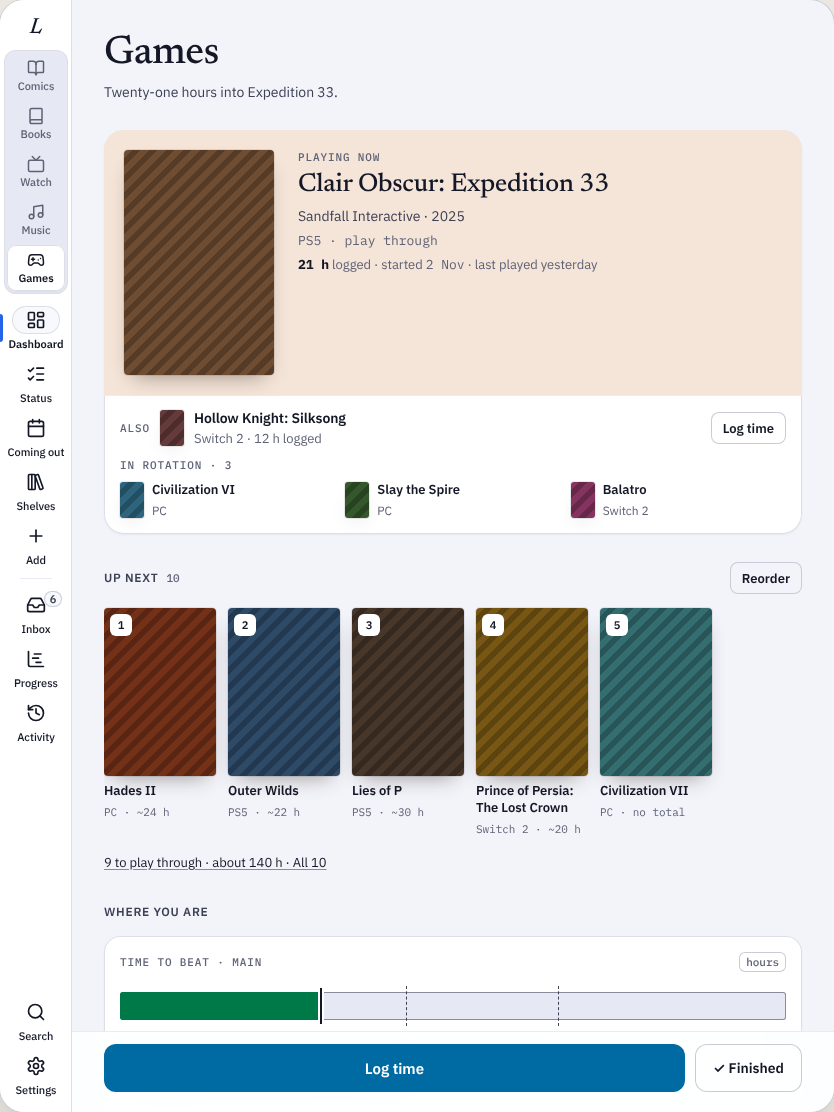 L
Comics
Books
Watch
Music
Games
Dashboard
Status
Coming out
Shelves
Add
6
Inbox
Progress
Activity
Search
Settings
Games
Twenty-one hours into Expedition 33.
PLAYING NOW
Clair Obscur: Expedition 33
Sandfall Interactive · 2025
PS5 · play through
21 h logged · started 2 Nov · last played yesterday
ALSO
Hollow Knight: Silksong
Switch 2 · 12 h logged
Log time
IN ROTATION · 3
Civilization VI
PC
Slay the Spire
PC
Balatro
Switch 2
UP NEXT 10
Reorder
1
Hades II
PC · ~24 h
2
Outer Wilds
PS5 · ~22 h
3
Lies of P
PS5 · ~30 h
4
Prince of Persia:
The Lost Crown
Switch 2 · ~20 h
5
Civilization VII
PC · no total
9 to play through · about 140 h · All 10
WHERE YOU ARE
TIME TO BEAT · MAIN
hours
Log time
✓ Finished